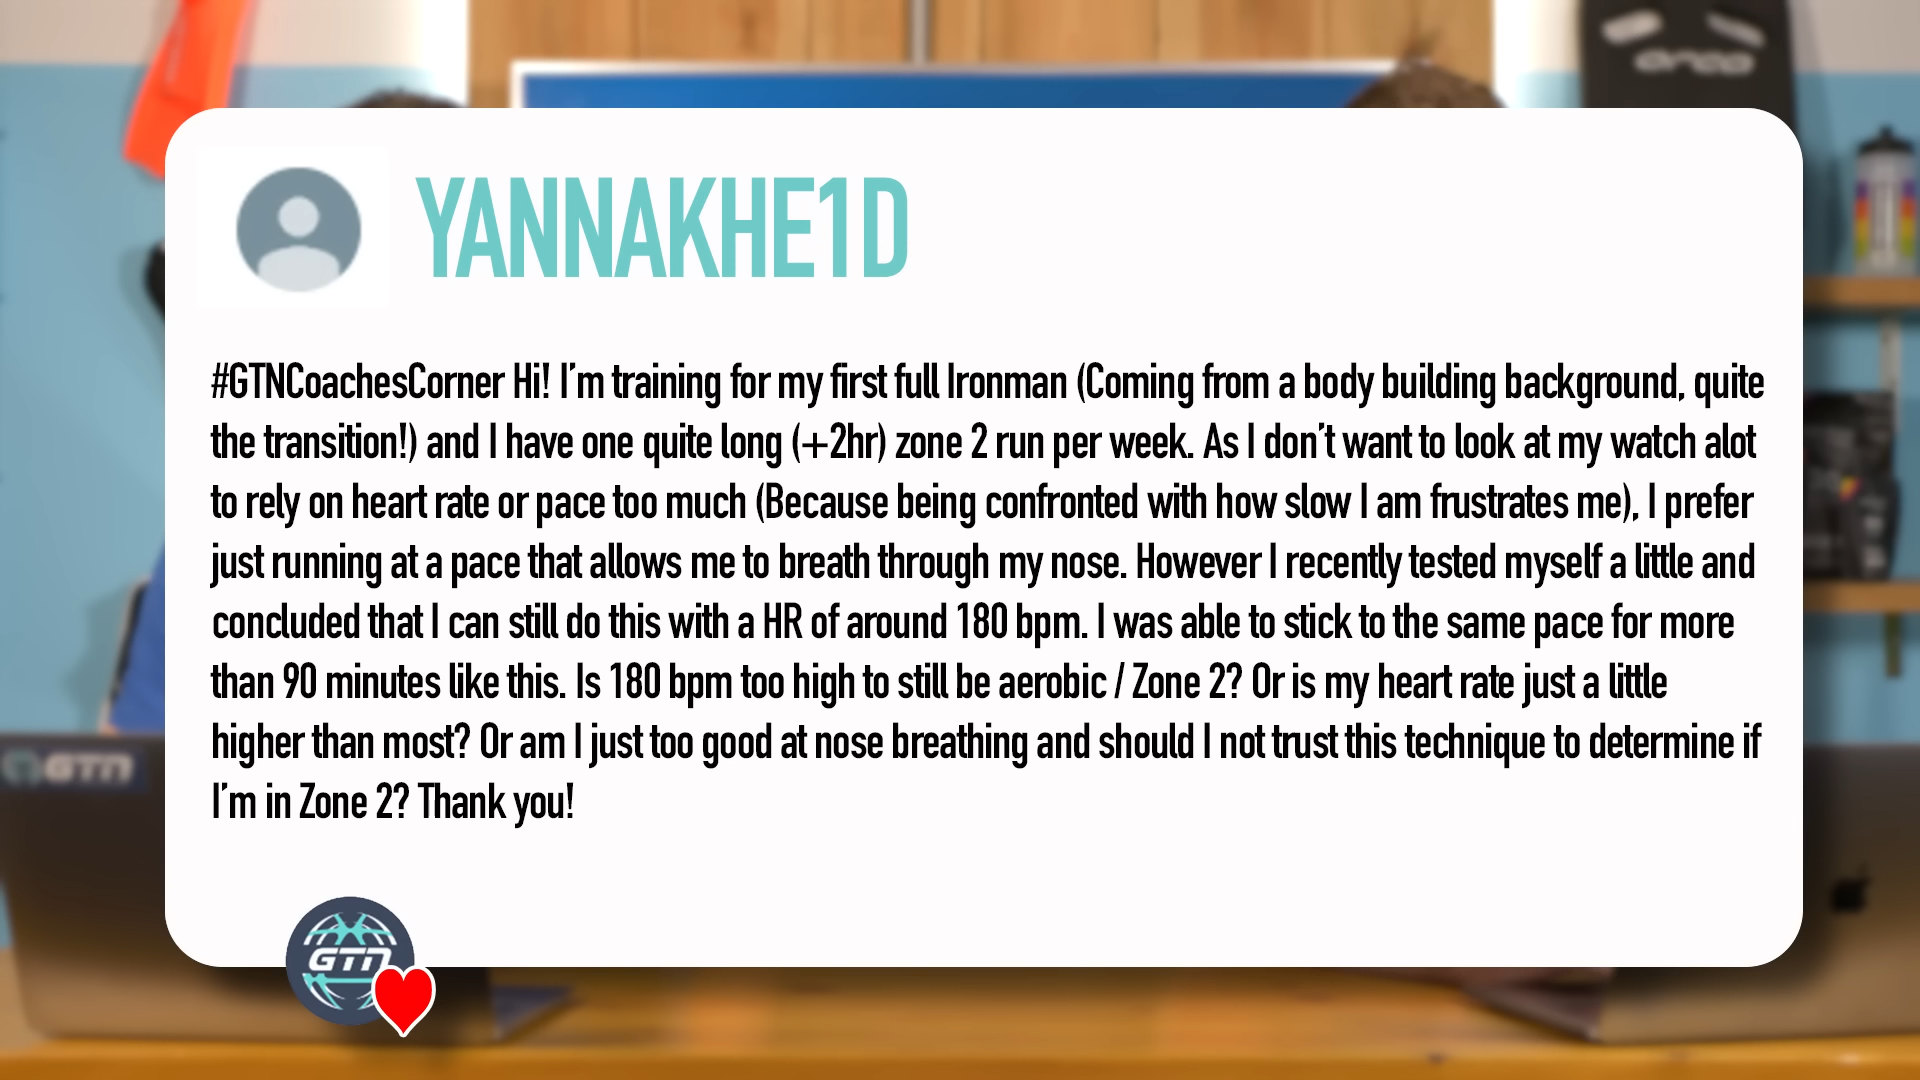 orca
YANNAKHE1D
#GTNCoachesCorner Hi! I'm training for my first full Ironman (Coming from a body building background, quite
the transition!) and I have one quite long (+2hr) zone 2 run per week. As I don't want to look at my watch alot
to rely on heart rate or pace too much (Because being confronted with how slow I am frustrates me), I prefer
just running at a pace that allows me to breath through my nose. However I recently tested myself a little and
concluded that I can still do this with a HR of around 180 bpm. I was able to stick to the same pace for more
than 90 minutes like this. Is 180 bpm too high to still be aerobic / Zone 2? Or is my heart rate just a little
higher than most? Or am I just too good at nose breathing and should I not trust this technique to determine if
I'm in Zone 2? Thank you!
GTN
GTN